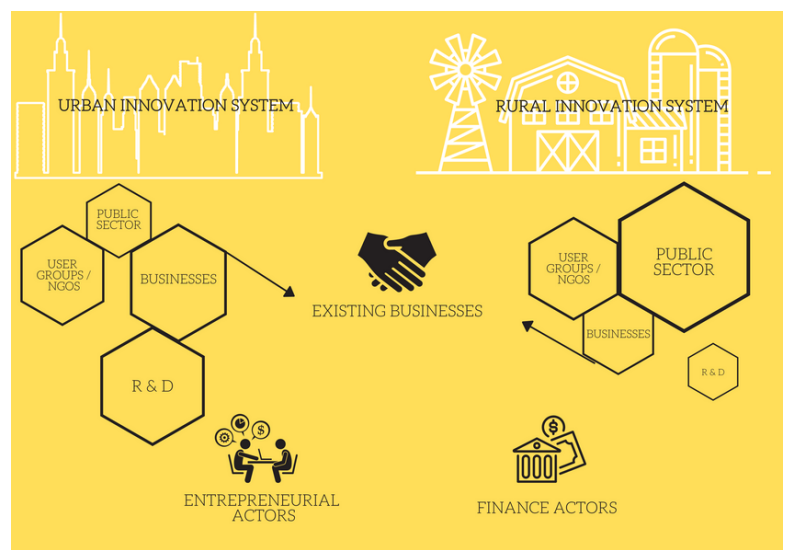 URBAN INNOVATION SYSTEM
RURAL INNOVATION SYSTEM
PUBLIC
SECTOR
USER
GROUPS /
NGOS
BUSINESSES
R & D
EXISTING BUSINESSES
USER
GROUPS /
NGOS
PUBLIC
SECTOR
BUSINESSES
R & D
$
$
ENTREPRENEURIAL
ACTORS
FINANCE ACTORS